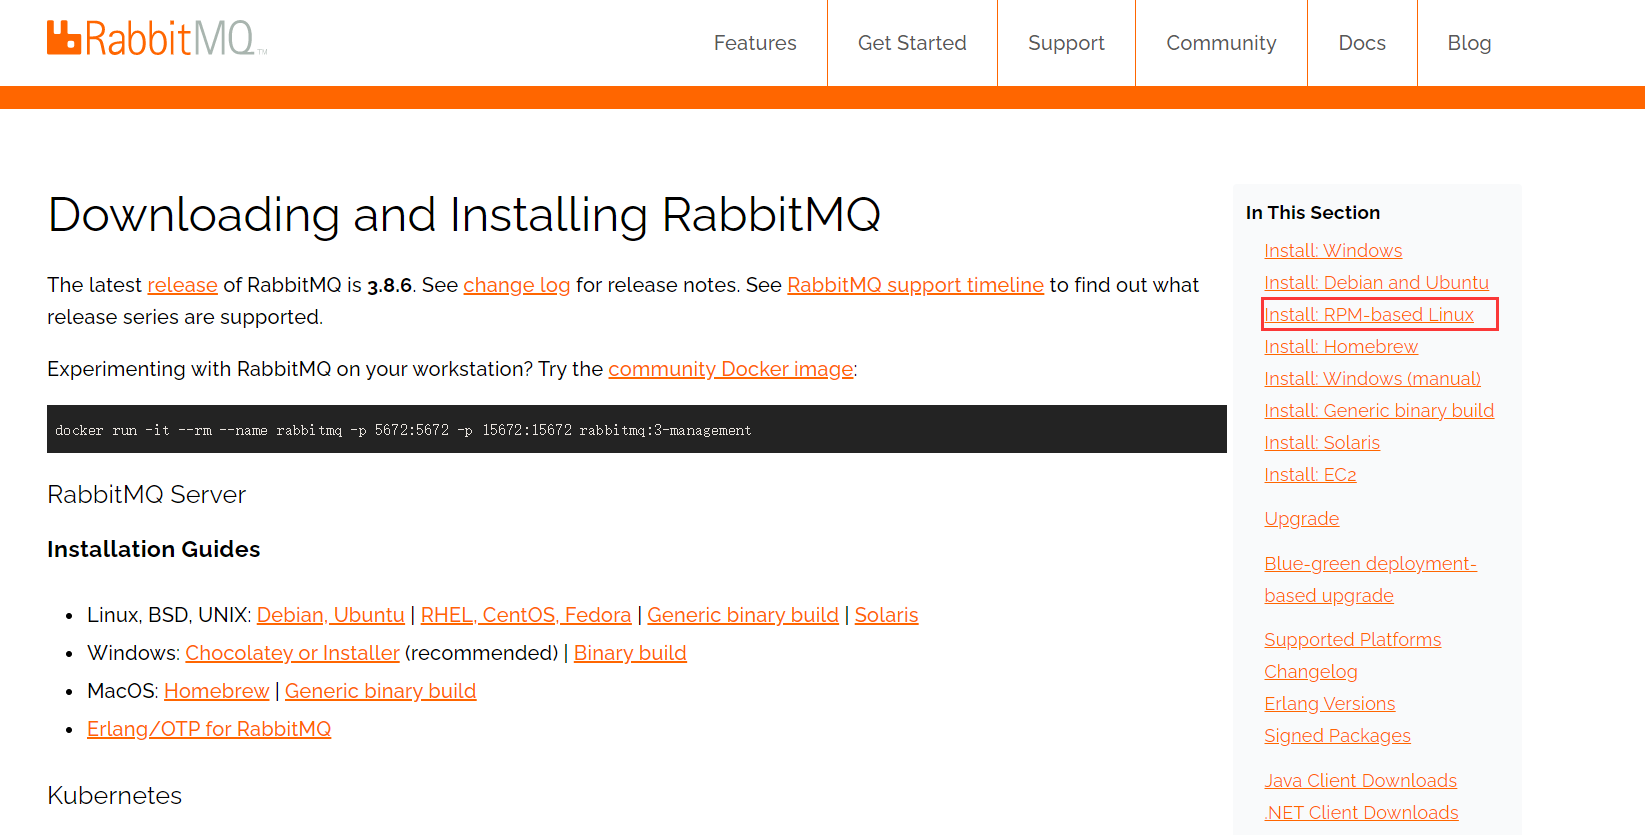 RabbitMQ™
Features
Get Started
Support
Community
Docs
Blog
Downloading and Installing RabbitMQ
The latest release of RabbitMQ is 3.8.6. See change log for release notes. See RabbitMQ support timeline to find out what
release series are supported.
Experimenting with RabbitMQ on your workstation? Try the community Docker image:
docker run -it --rm --name rabbitmq -p 5672:5672 -p 15672:15672 rabbitmq:3-management
RabbitMQ Server
Installation Guides
• Linux, BSD, UNIX: Debian, Ubuntu | RHEL, CentOS, Fedora | Generic binary build | Solaris
• Windows: Chocolatey or Installer (recommended) | Binary build
• MacOS: Homebrew | Generic binary build
• Erlang/OTP for RabbitMQ
Kubernetes
In This Section
Install: Windows
Install: Debian and Ubuntu
Install: RPM-based Linux
Install: Homebrew
Install: Windows (manual)
Install: Generic binary build
Install: Solaris
Install: EC2
Upgrade
Blue-green deployment-
based upgrade
Supported Platforms
Changelog
Erlang Versions
Signed Packages
Java Client Downloads
.NET Client Downloads